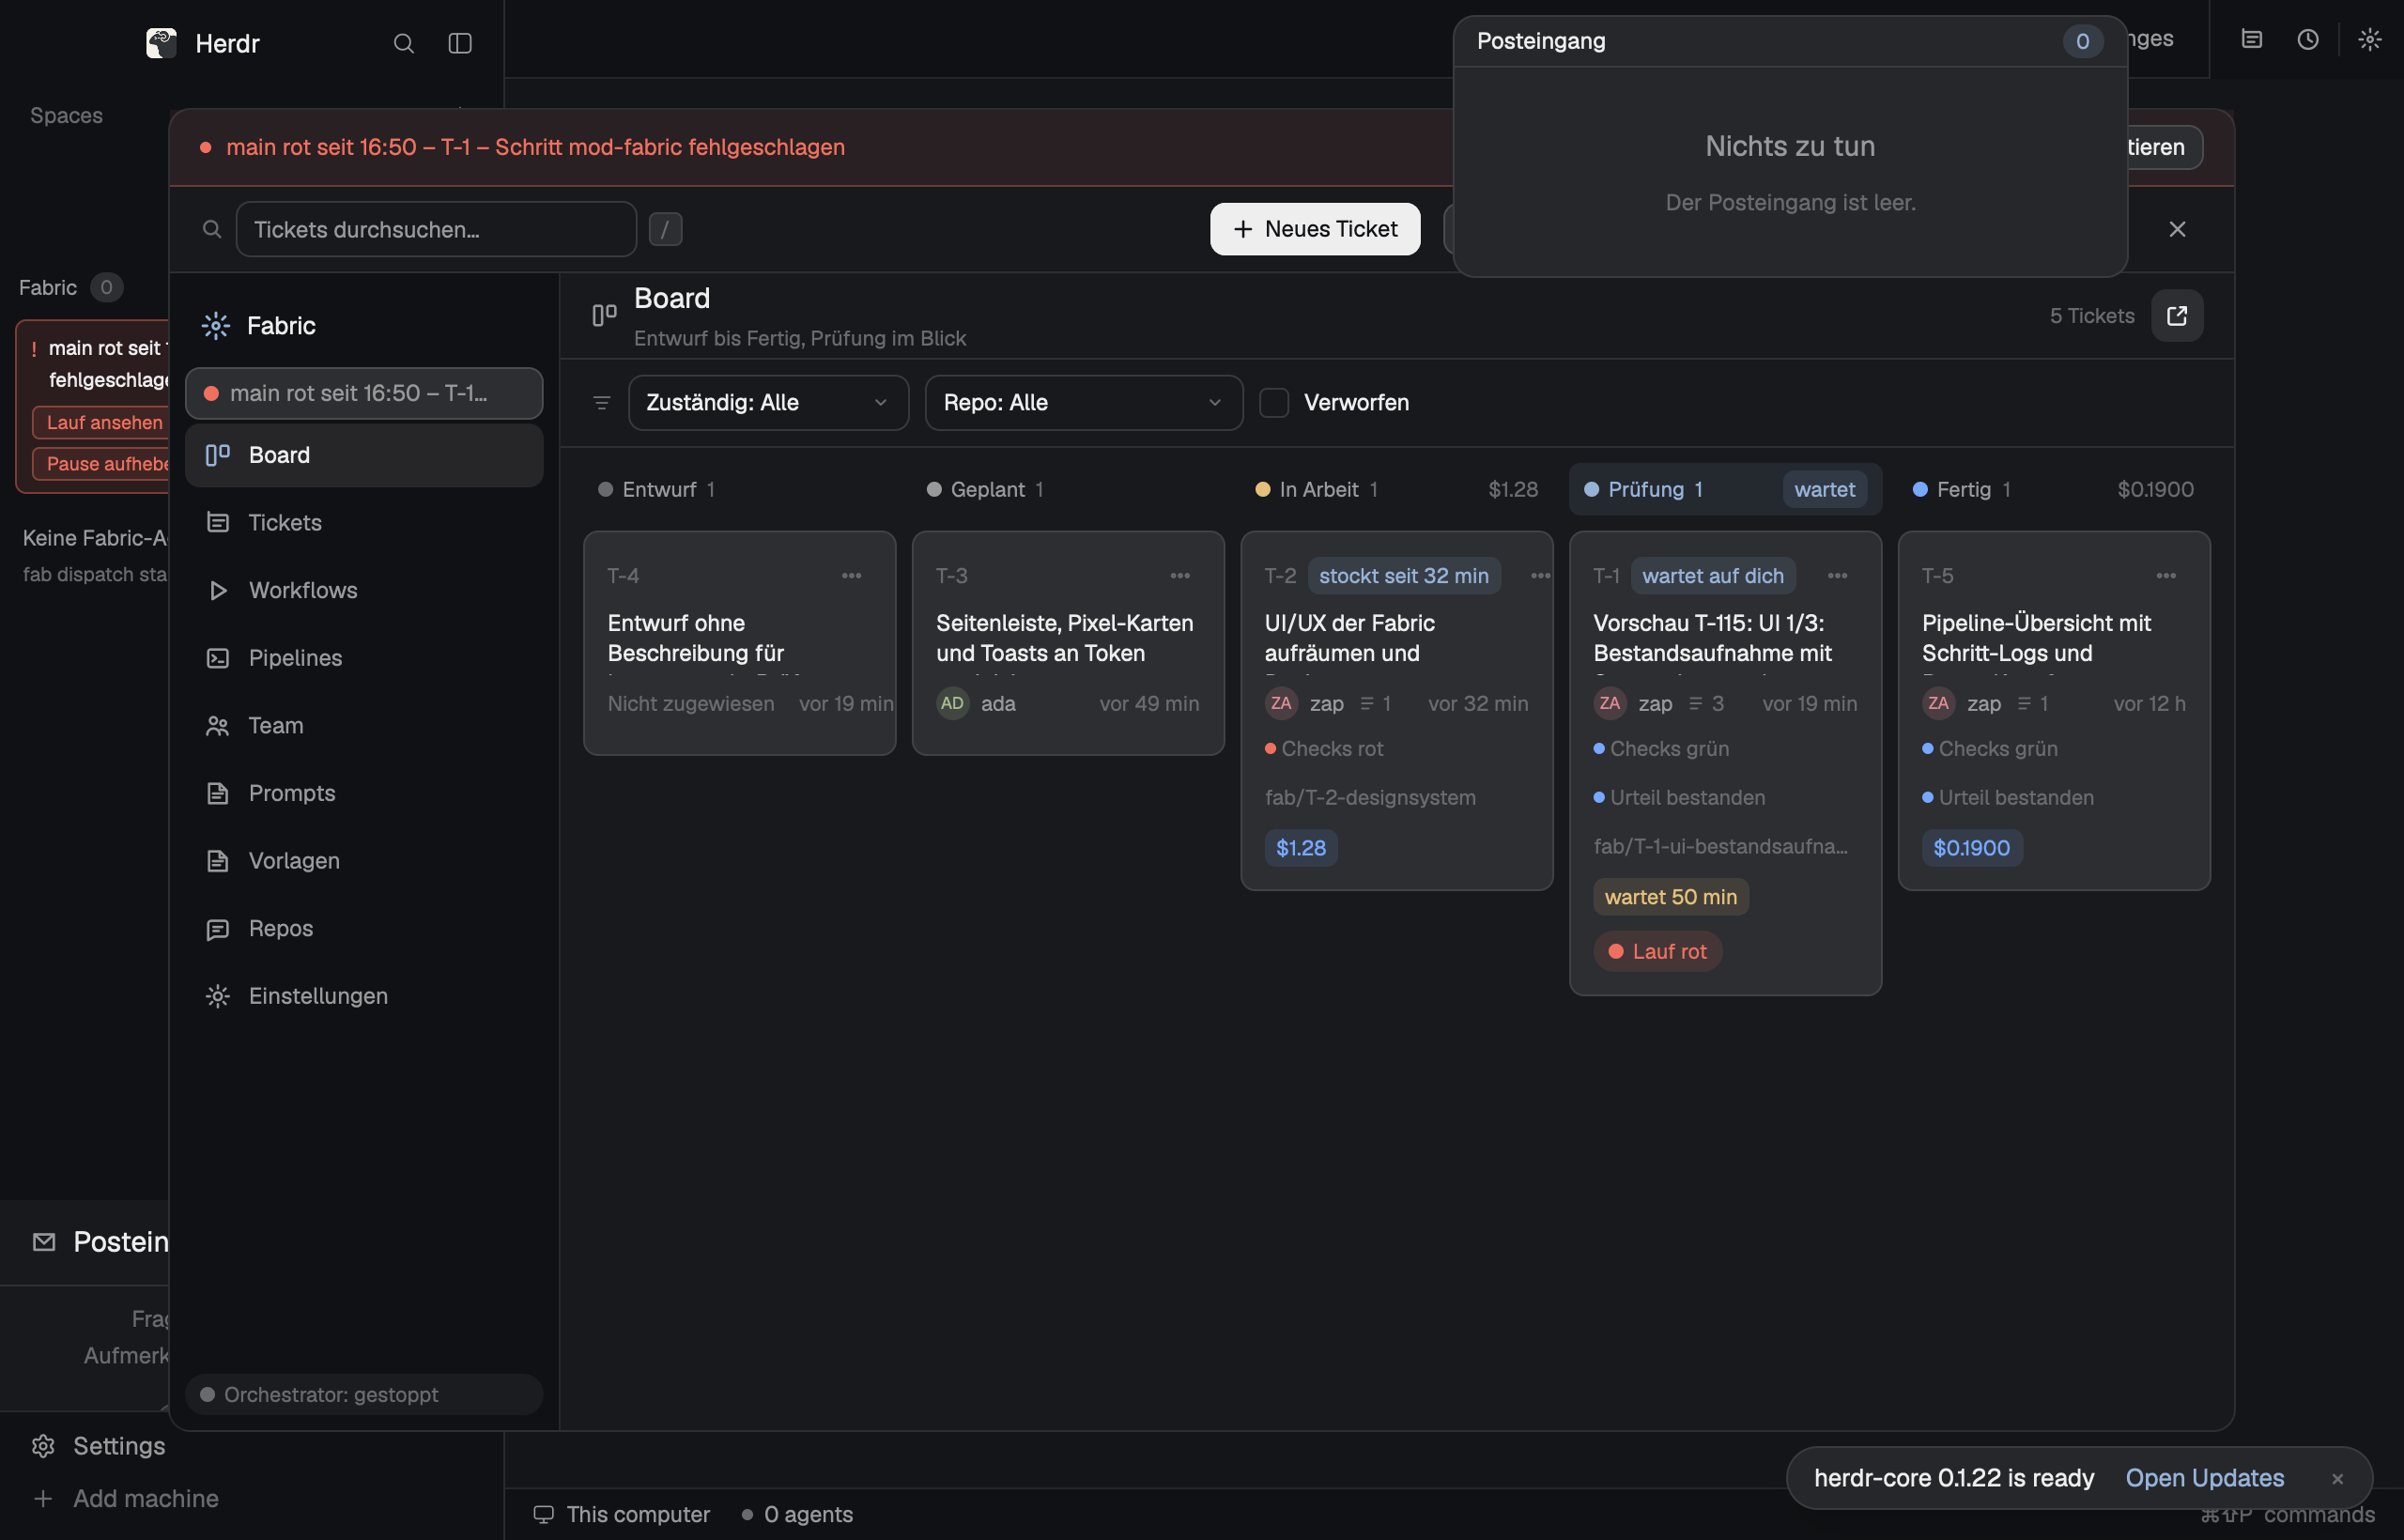 Herdr
Spaces
Fabric 0
main rot seit
Lauf ansehen
Keine Fabric-A
fab dispatch sta
Settings
Add machine
Posteingang 0
Nichts zu tun
Der Posteingang ist leer.
main rot seit 16:50 – T-1 – Schritt mod-fabric fehlgeschlagen
Tickets durchsuchen... /
+ Neues Ticket
Fabric
main rot seit 16:50 – T-1...
Board
Tickets
Workflows
Pipelines
Team
Prompts
Vorlagen
Repos
Einstellungen
Orchestrator: gestoppt
Board
Entwurf bis Fertig, Prüfung im Blick
5 Tickets
Zuständig: Alle
Repo: Alle
Verworfen
Entwurf 1
T-4
Entwurf ohne
Beschreibung für
Nicht zugewiesen vor 19 min
Geplant 1
T-3
Seitenleiste, Pixel-Karten
und Toasts an Token
AD ada vor 49 min
In Arbeit 1 $1.28
T-2 stockt seit 32 min
UI/UX der Fabric
aufräumen und
ZA zap 1 vor 32 min
Checks rot
fab/T-2-designsystem
$1.28
Prüfung 1 wartet
T-1 wartet auf dich
Vorschau T-115: UI 1/3:
Bestandsaufnahme mit
ZA zap 3 vor 19 min
Checks grün
Urteil bestanden
fab/T-1-ui-bestandsaufna...
wartet 50 min
Lauf rot
Fertig 1 $0.1900
T-5
Pipeline-Übersicht mit
Schritt-Logs und
ZA zap 1 vor 12 h
Checks grün
Urteil bestanden
$0.1900
herdr-core 0.1.22 is ready Open Updates
This computer 0 agents
commands